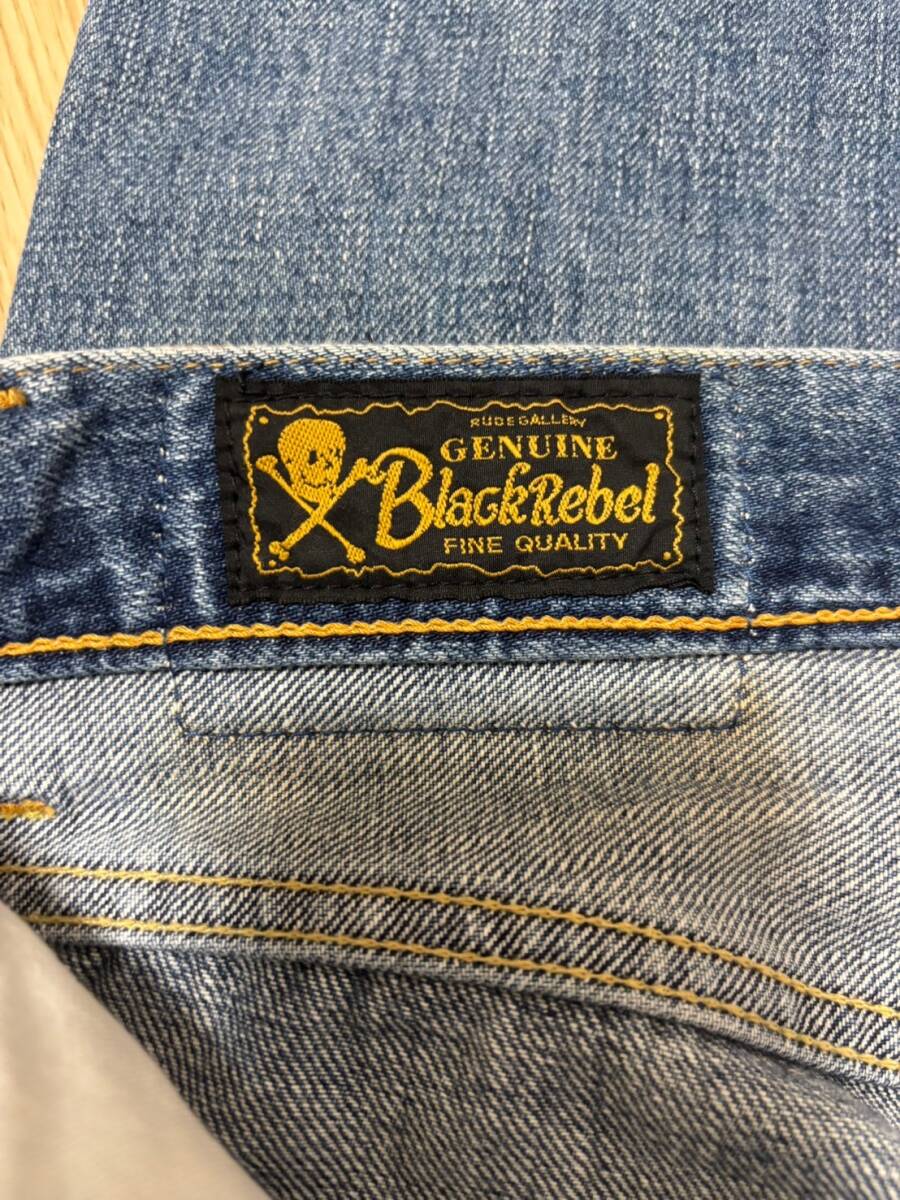 RUDE GALLERY
GENUINE
BlackRebel
FINE QUALITY